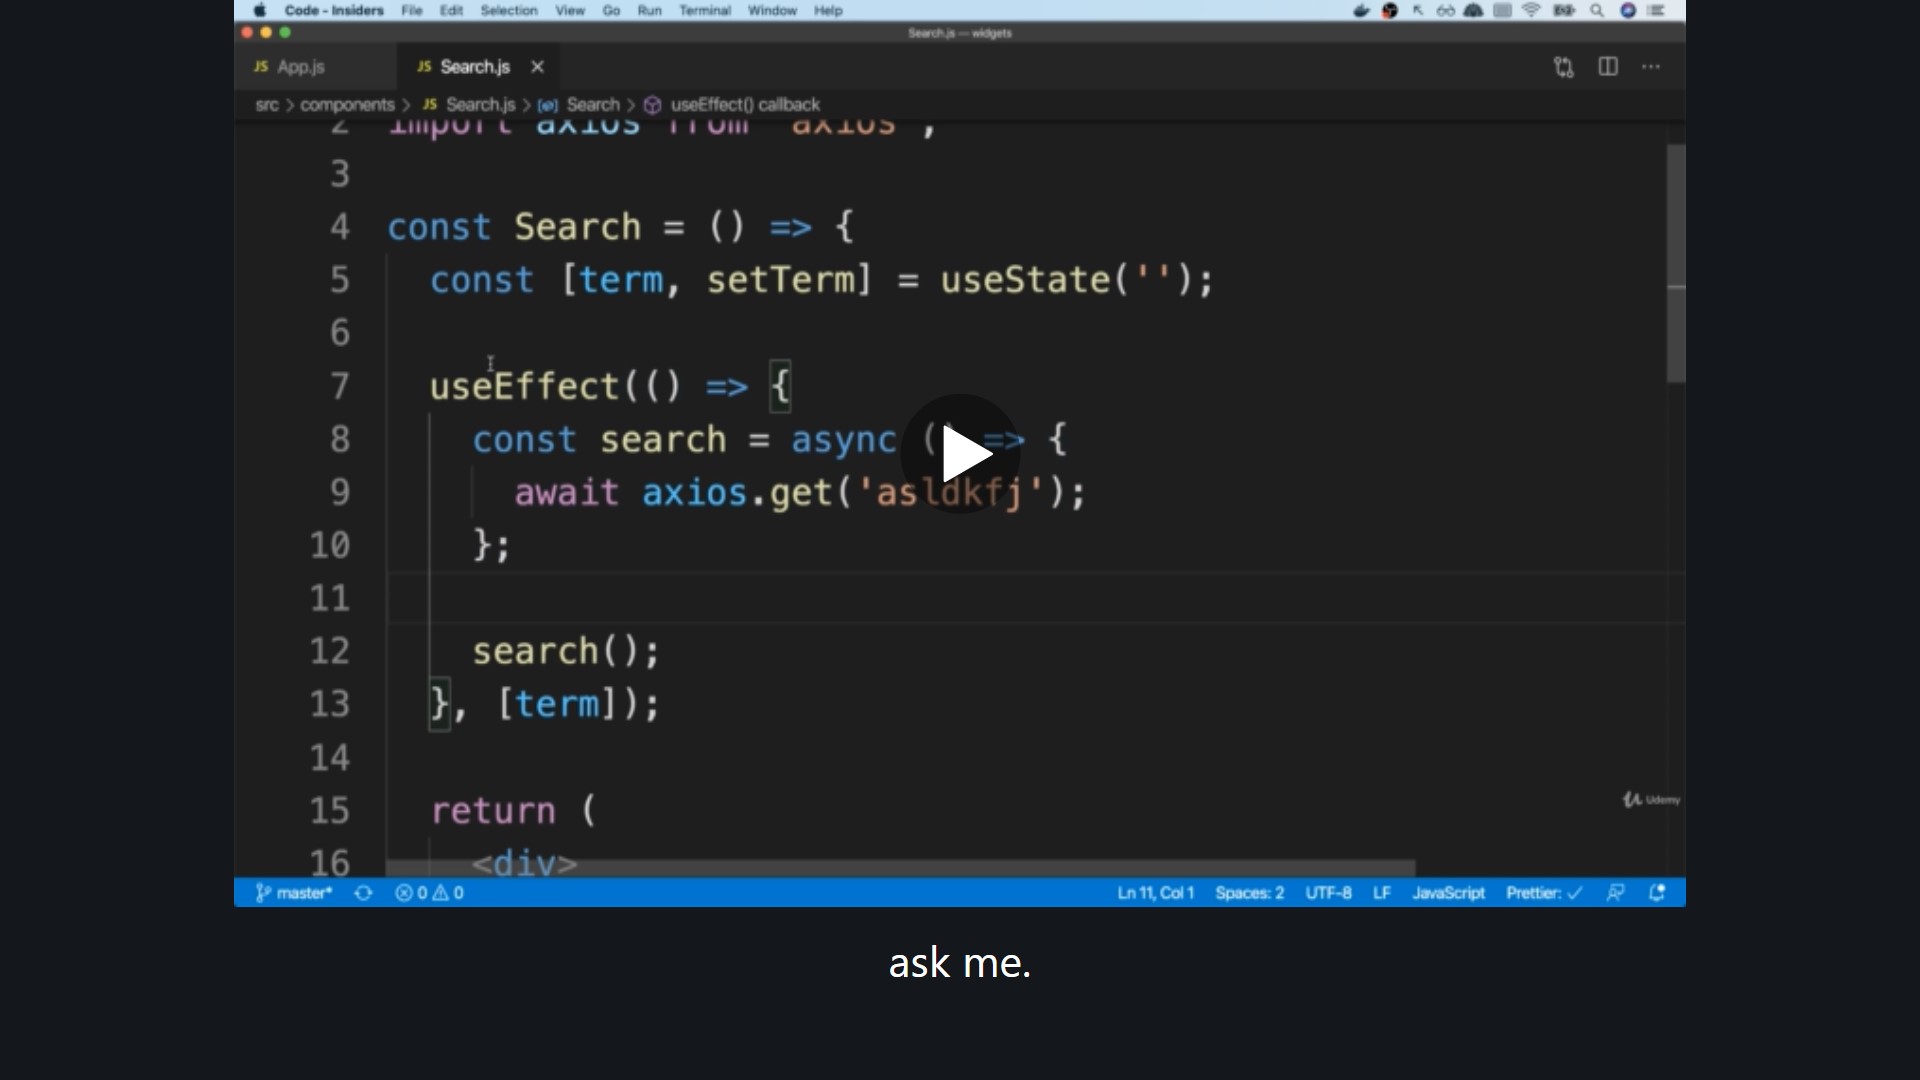 Code - Insiders File Edit Selection View Go Run Terminal Window Help
Search.js — widgets
JS App.js JS Search.js
src > components > JS Search.js > Search > useEffect() callback
2 import axios from 'axios';
3
4 const Search = () => {
5 const [term, setTerm] = useState('');
6
7 useEffect(() => {
8 const search = async () => {
9 await axios.get('asldkfj');
10 };
11
12 search();
13 }, [term]);
14
15 return (
16 <div>
Udemy
master* 0 0 Ln 11, Col 1 Spaces: 2 UTF-8 LF JavaScript Prettier: ✓
ask me.